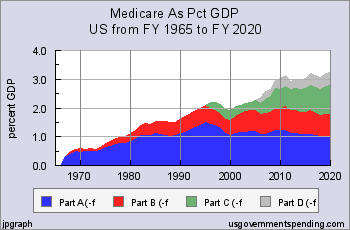 Medicare As Pct GDP
US from FY 1965 to FY 2020
percent GDP
4.0
3.0
2.0
1.0
0.0
1970 1980 1990 2000 2010 2020
Part A (-f Part B (-f Part C (-f Part D (-f
jpgraph usgovernmentspending.com